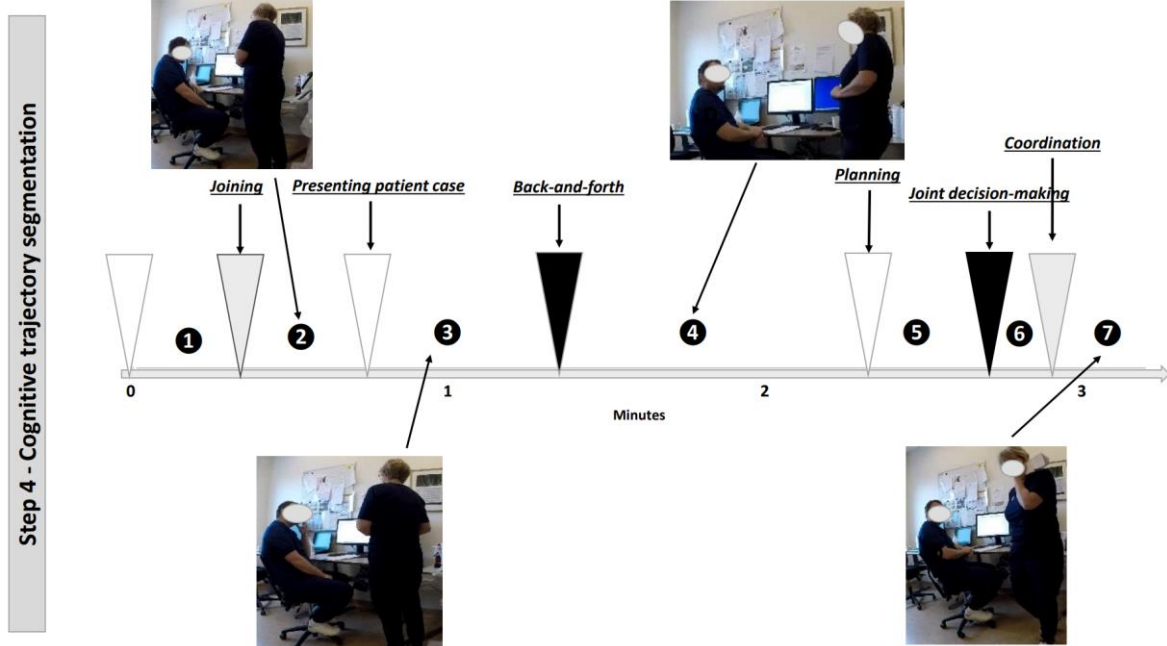 Step 4 - Cognitive trajectory segmentation
Coordination
Joining
Presenting patient case
Back-and-forth
Planning
Joint decision-making
1
2
3
4
5
6
7
0
1
2
3
Minutes